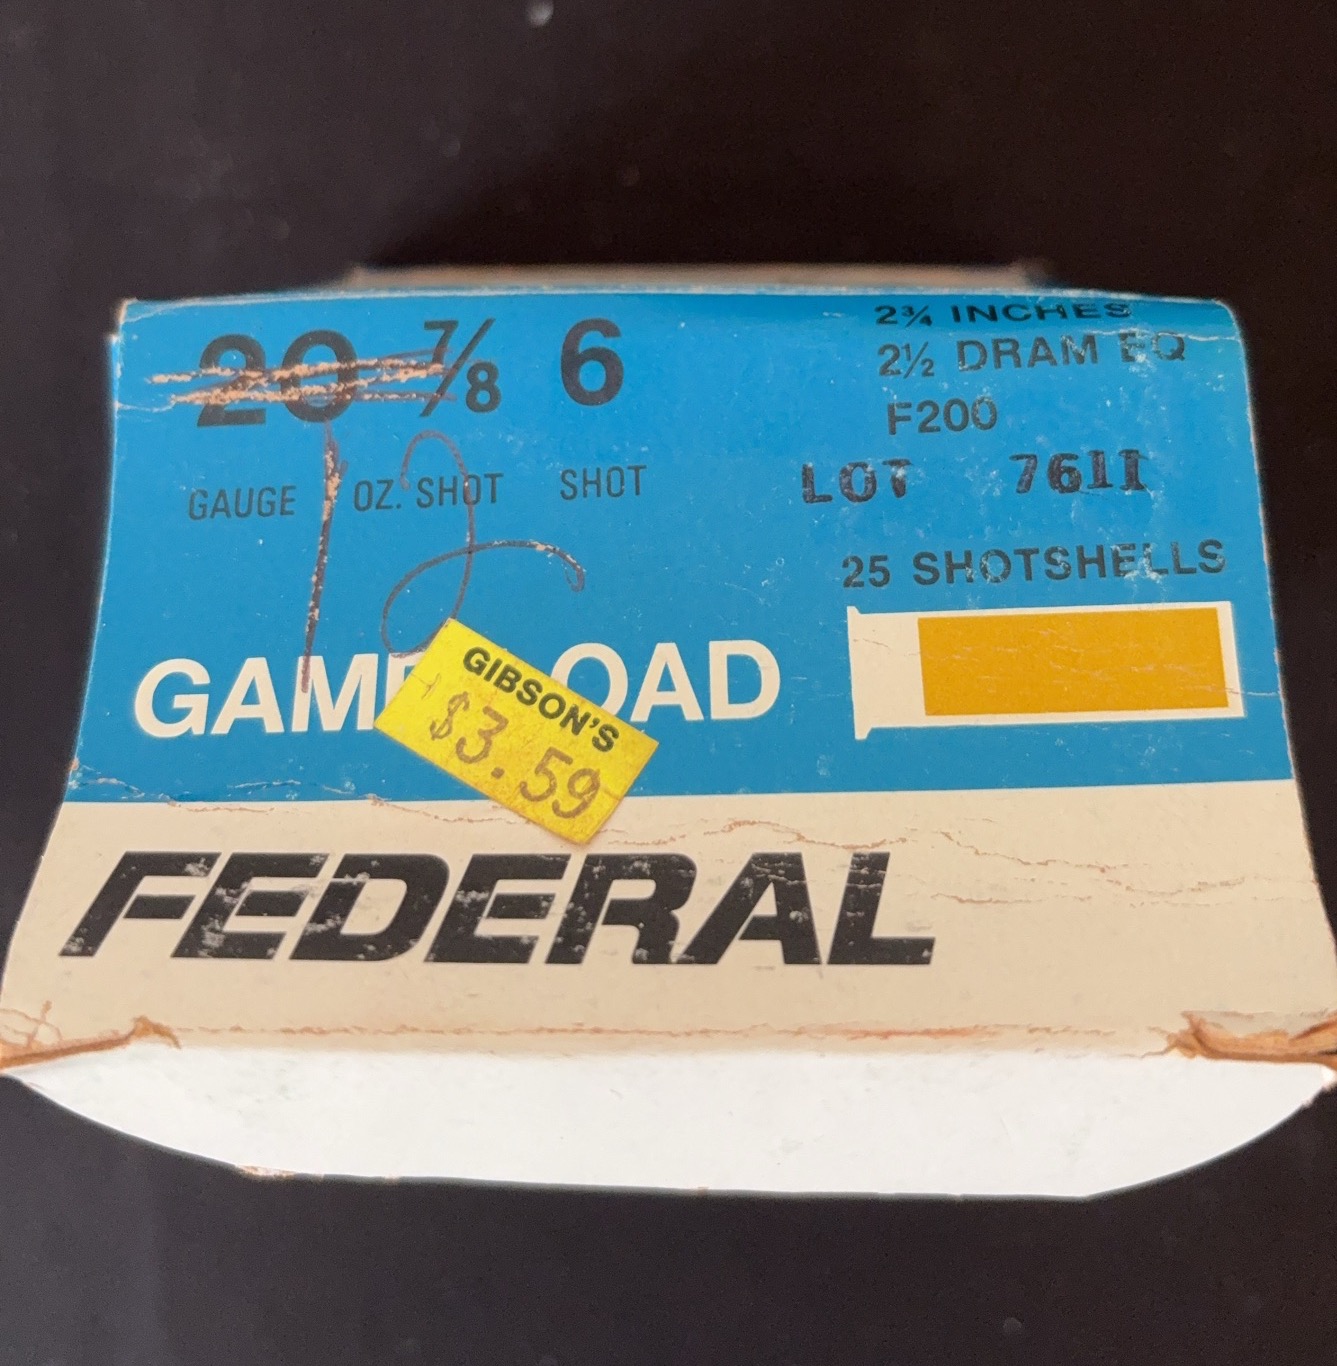 20 7/8 6
GAUGE OZ. SHOT SHOT
12
2¾ INCHES
2½ DRAM EQ
F200
LOT 7611
25 SHOTSHELLS
GAME LOAD
GIBSON'S
$3.59
FEDERAL